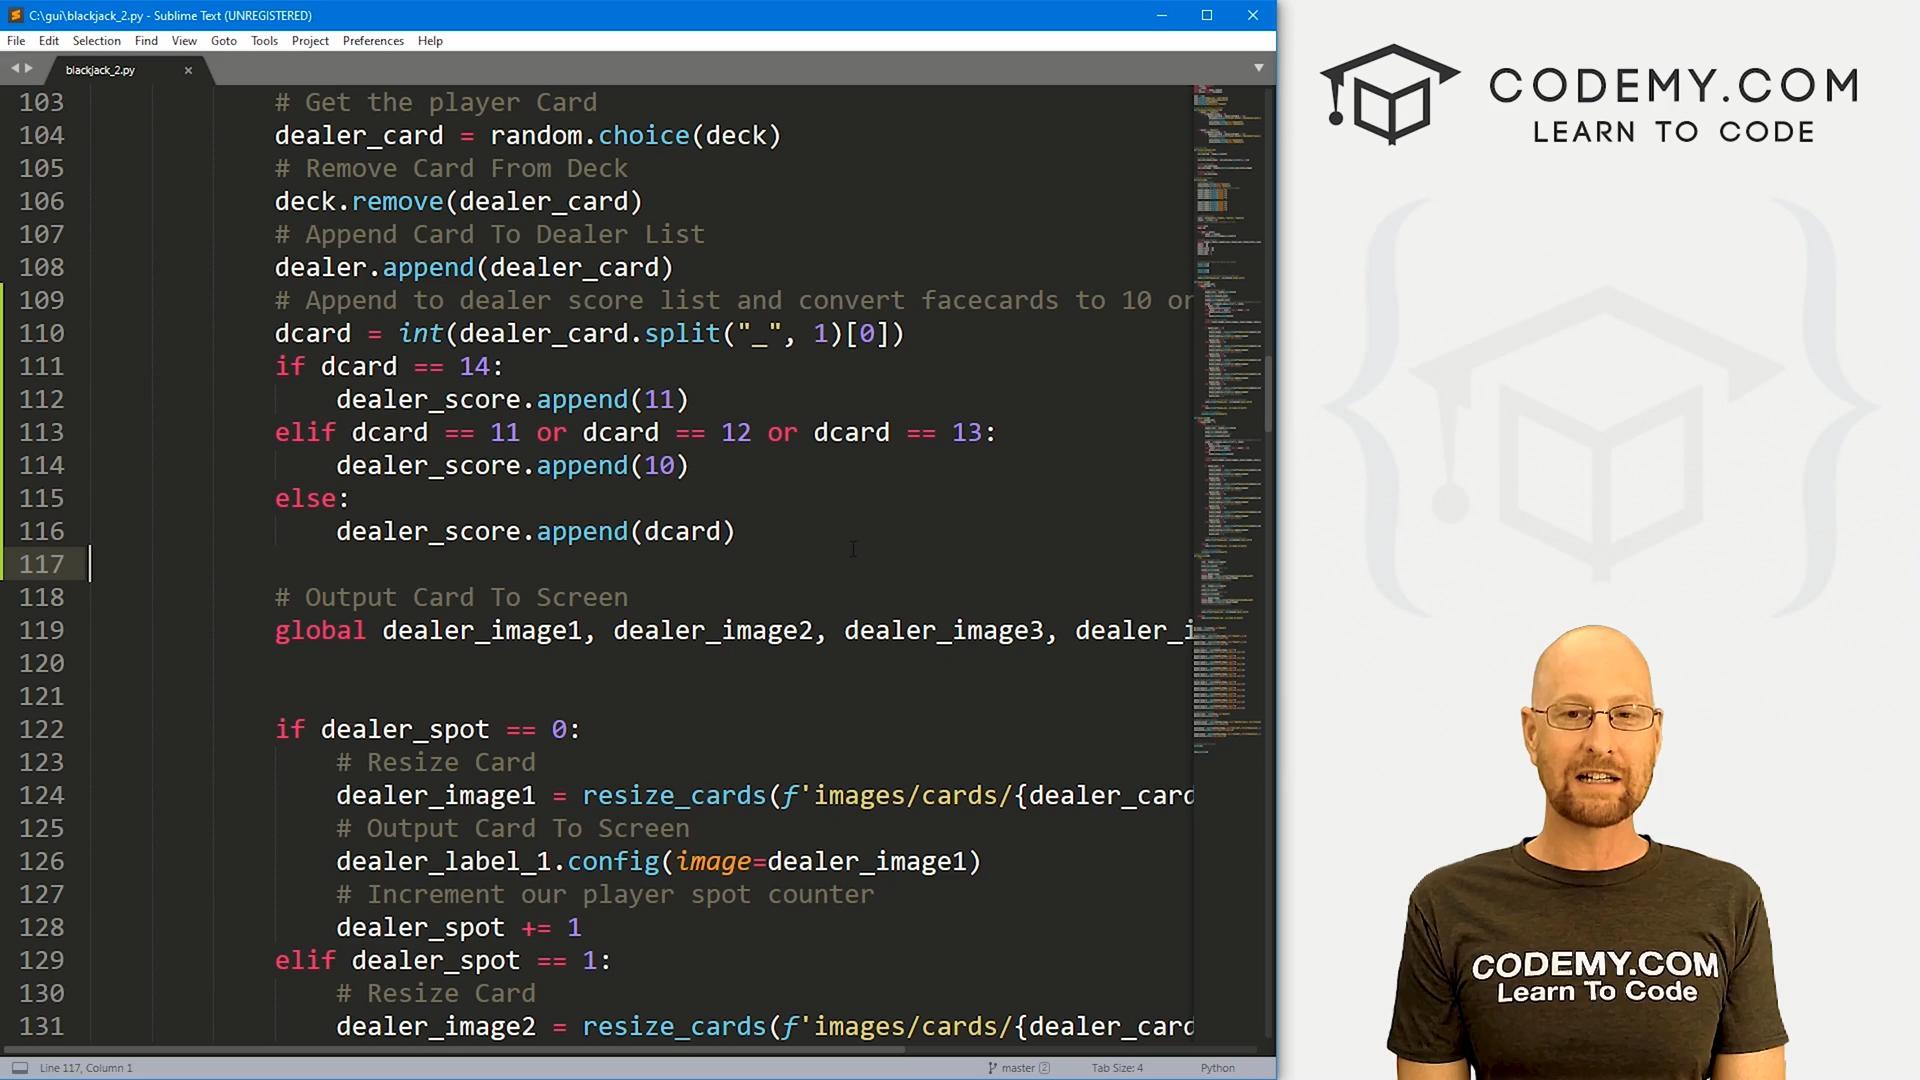 C:\gui\blackjack_2.py - Sublime Text (UNREGISTERED)
File Edit Selection Find View Goto Tools Project Preferences Help
blackjack_2.py
103 # Get the player Card
104 dealer_card = random.choice(deck)
105 # Remove Card From Deck
106 deck.remove(dealer_card)
107 # Append Card To Dealer List
108 dealer.append(dealer_card)
109 # Append to dealer score list and convert facecards to 10 or
110 dcard = int(dealer_card.split("_", 1)[0])
111 if dcard == 14:
112 dealer_score.append(11)
113 elif dcard == 11 or dcard == 12 or dcard == 13:
114 dealer_score.append(10)
115 else:
116 dealer_score.append(dcard)
117
118 # Output Card To Screen
119 global dealer_image1, dealer_image2, dealer_image3, dealer_i
120
121
122 if dealer_spot == 0:
123 # Resize Card
124 dealer_image1 = resize_cards(f'images/cards/{dealer_card
125 # Output Card To Screen
126 dealer_label_1.config(image=dealer_image1)
127 # Increment our player spot counter
128 dealer_spot += 1
129 elif dealer_spot == 1:
130 # Resize Card
131 dealer_image2 = resize_cards(f'images/cards/{dealer_card
Line 117, Column 1
master 2
Tab Size: 4
Python
CODEMY.COM
LEARN TO CODE
CODEMY.COM
Learn To Code